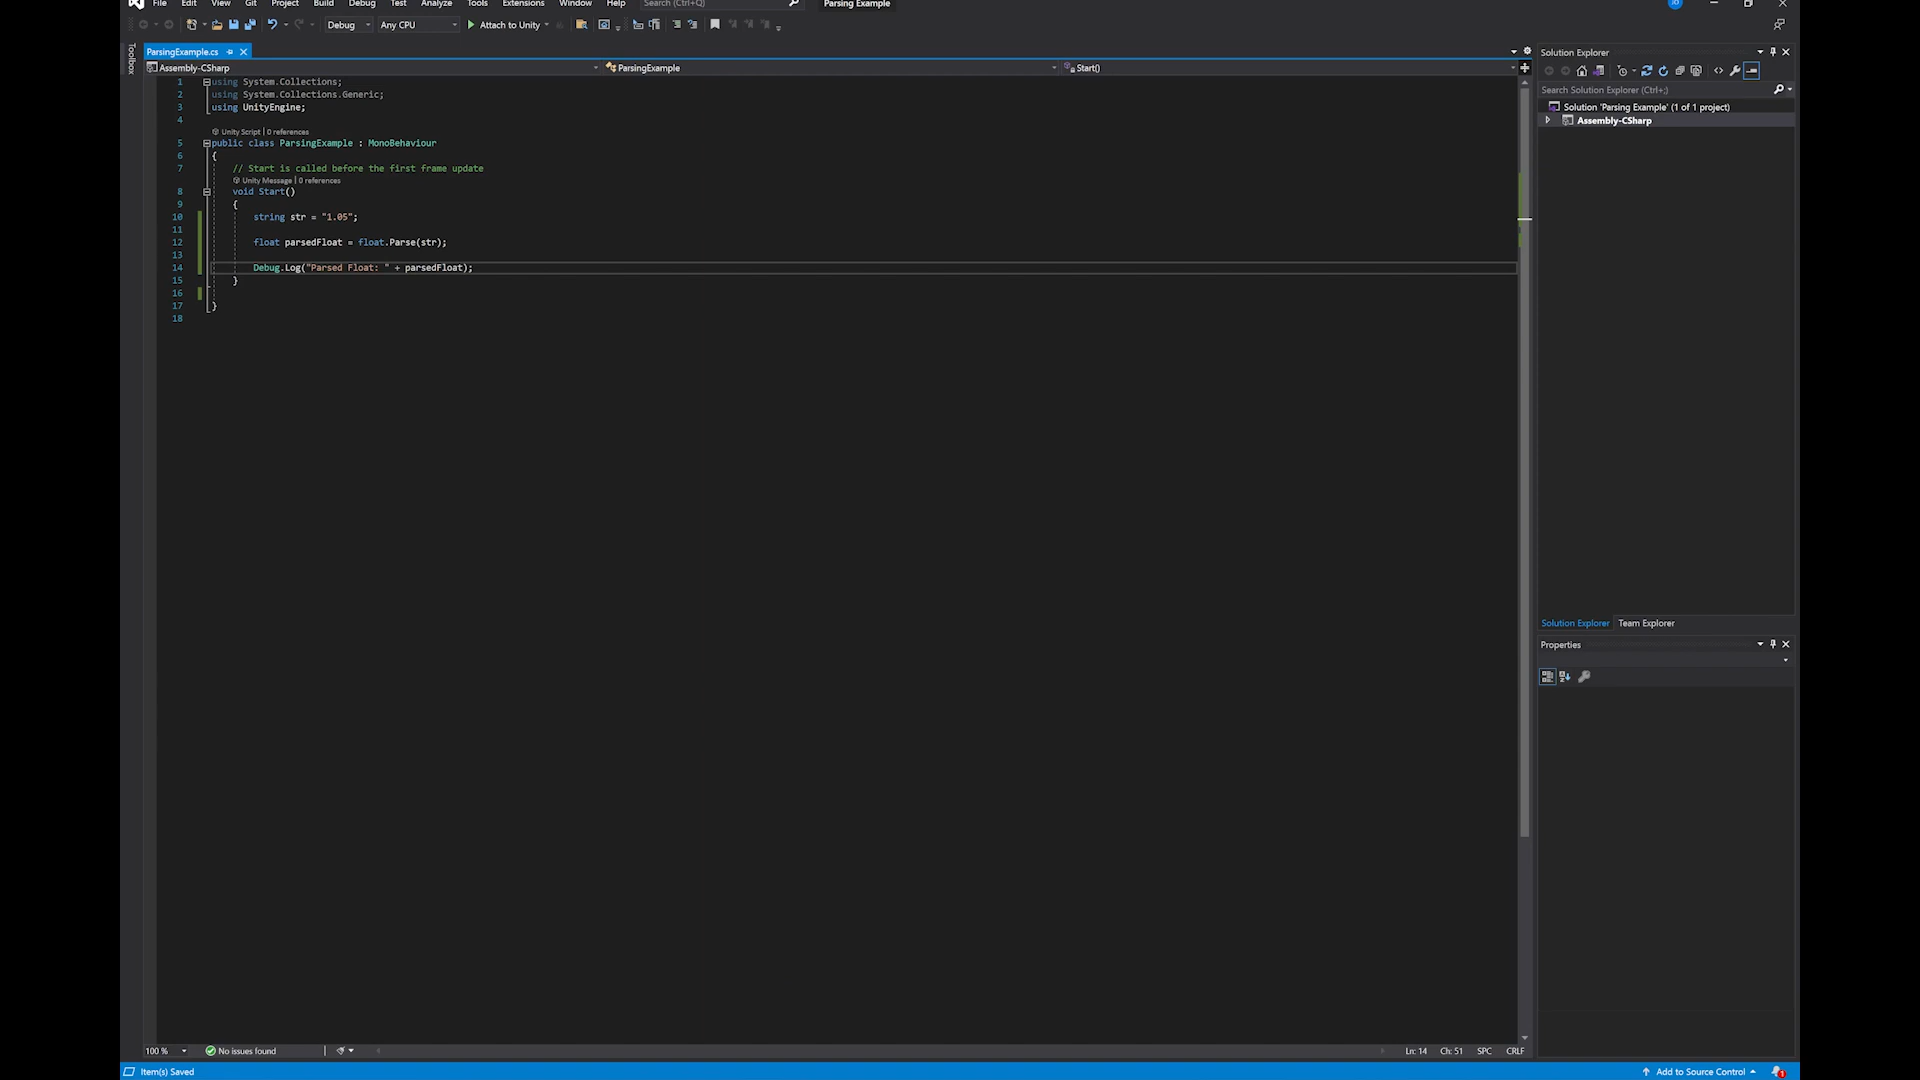 File Edit View Git Project Build Debug Test Analyze Tools Extensions Window Help Search (Ctrl+Q) Parsing Example
Debug Any CPU Attach to Unity
Toolbox
ParsingExample.cs
Assembly-CSharp ParsingExample Start()
1 using System.Collections;
2 using System.Collections.Generic;
3 using UnityEngine;
4
Unity Script | 0 references
5 public class ParsingExample : MonoBehaviour
6 {
7 // Start is called before the first frame update
Unity Message | 0 references
8 void Start()
9 {
10 string str = "1.05";
11
12 float parsedFloat = float.Parse(str);
13
14 Debug.Log("Parsed Float: " + parsedFloat);
15 }
16
17 }
18
100 % No issues found Ln: 14 Ch: 51 SPC CRLF
Item(s) Saved Add to Source Control 1
Solution Explorer
Search Solution Explorer (Ctrl+;)
Solution 'Parsing Example' (1 of 1 project)
Assembly-CSharp
Solution Explorer Team Explorer
Properties